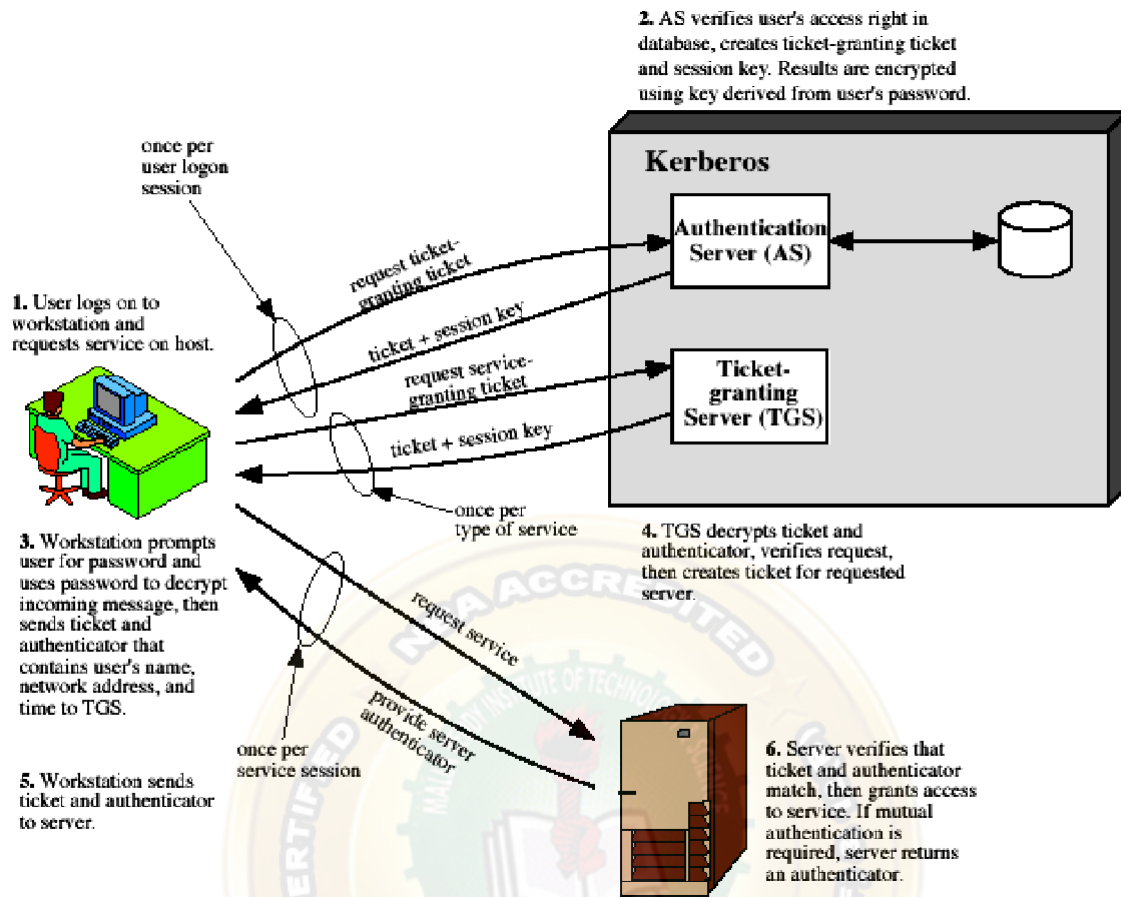 2. AS verifies user's access right in
database, creates ticket-granting ticket
and session key. Results are encrypted
using key derived from user's password.
once per
user logon
session
Kerberos
Authentication
Server (AS)
request ticket-
granting ticket
1. User logs on to
workstation and
requests service on host.
ticket + session key
request service-
granting ticket
Ticket-
granting
Server (TGS)
ticket + session key
once per
type of service
3. Workstation prompts
user for password and
uses password to decrypt
incoming message, then
sends ticket and
authenticator that
contains user's name,
network address, and
time to TGS.
4. TGS decrypts ticket and
authenticator, verifies request,
then creates ticket for requested
server.
request service
provide server
authenticator
once per
service session
5. Workstation sends
ticket and authenticator
to server.
6. Server verifies that
ticket and authenticator
match, then grants access
to service. If mutual
authentication is
required, server returns
an authenticator.
ACCREDITED
INSTITUTE OF TECHNOLOGY
SCIENCE